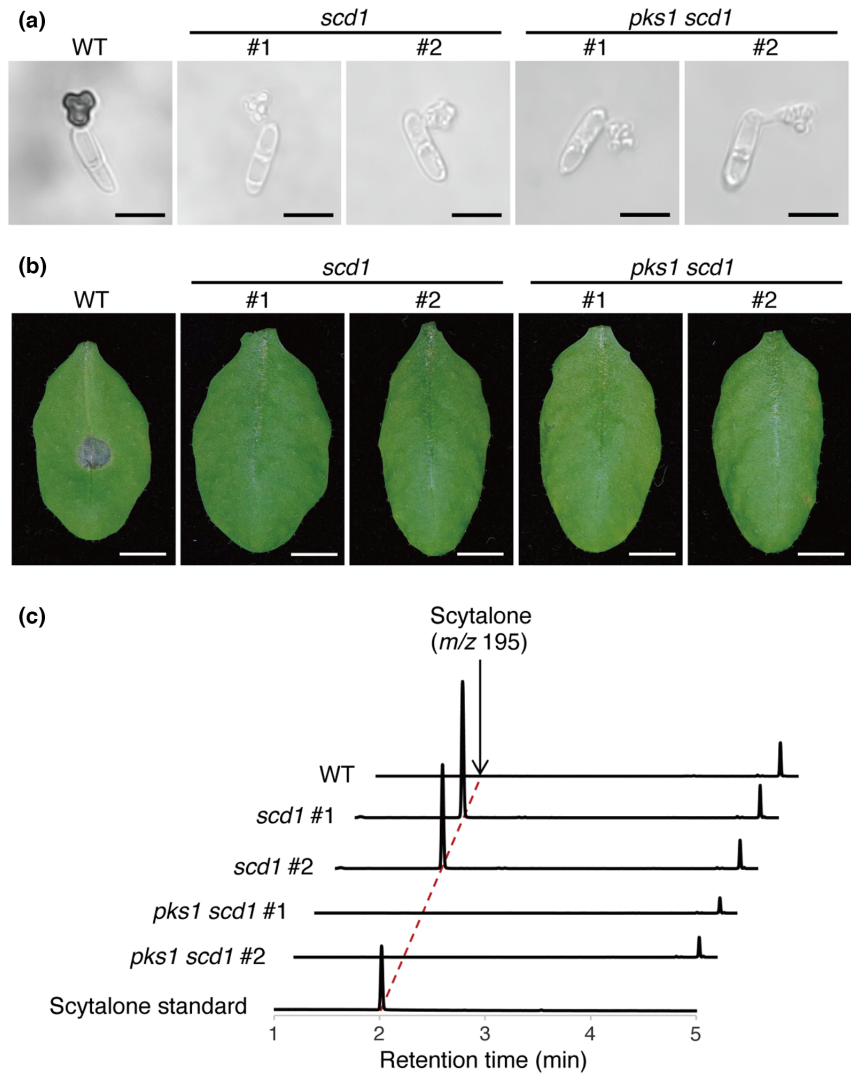 (a)
scd1
pks1 scd1
WT
#1
#2
#1
#2
(b)
scd1
pks1 scd1
WT
#1
#2
#1
#2
(c)
Scytalone
(m/z 195)
WT
scd1 #1
scd1 #2
pks1 scd1 #1
pks1 scd1 #2
Scytalone standard
1
2
3
4
5
Retention time (min)